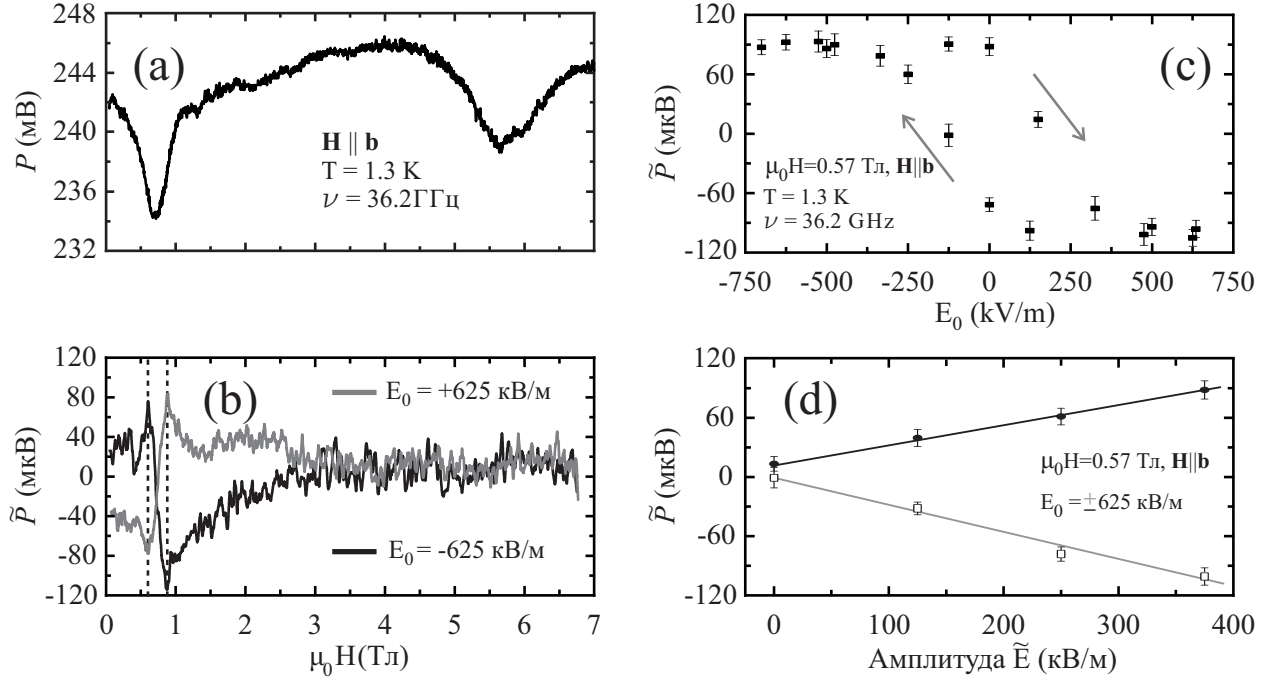 248
244
240
236
232
P (мВ)
(a)
H || b
T = 1.3 K
ν = 36.2ГГц
120
80
40
0
-40
-80
-120
P̃ (мкВ)
(b)
E₀ = +625 кВ/м
E₀ = -625 кВ/м
0 1 2 3 4 5 6 7
μ₀H(Тл)
120
60
0
-60
-120
P̃ (мкВ)
(c)
μ₀H=0.57 Тл, H||b
T = 1.3 K
ν = 36.2 GHz
-750 -500 -250 0 250 500 750
E₀ (kV/m)
120
60
0
-60
-120
P̃ (мкВ)
(d)
μ₀H=0.57 Тл, H||b
E₀ = ±625 кВ/м
0 100 200 300 400
Амплитуда Ẽ (кВ/м)